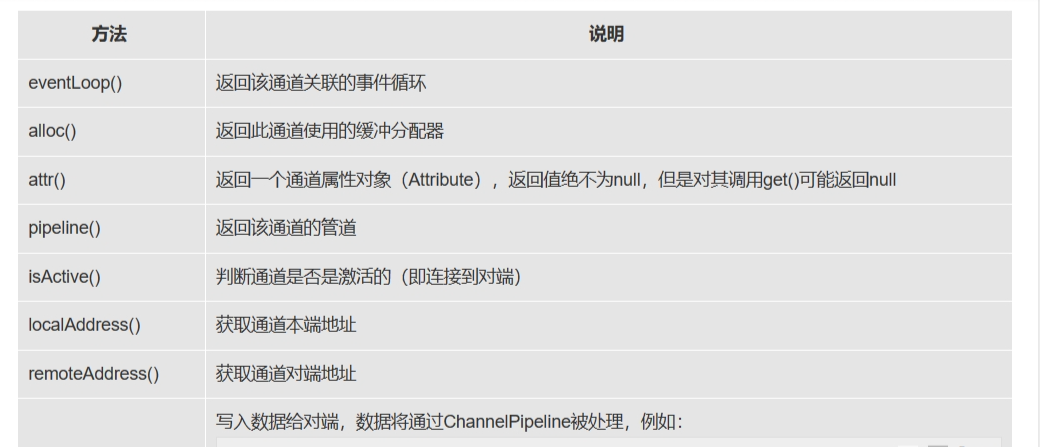 方法 说明
eventLoop() 返回该通道关联的事件循环
alloc() 返回此通道使用的缓冲分配器
attr() 返回一个通道属性对象（Attribute），返回值绝不为null，但是对其调用get()可能返回null
pipeline() 返回该通道的管道
isActive() 判断通道是否是激活的（即连接到对端）
localAddress() 获取通道本端地址
remoteAddress() 获取通道对端地址
写入数据给对端，数据将通过ChannelPipeline被处理，例如：